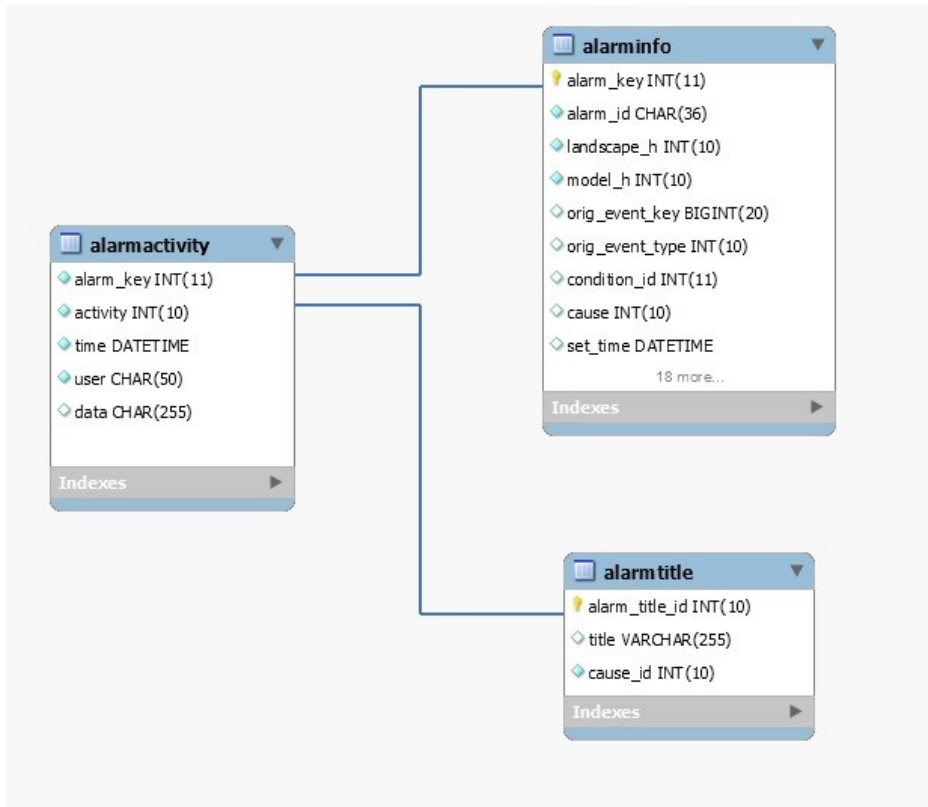 alarminfo
alarm_key INT(11)
alarm_id CHAR(36)
landscape_h INT(10)
model_h INT(10)
orig_event_key BIGINT(20)
orig_event_type INT(10)
condition_id INT(11)
cause INT(10)
set_time DATETIME
18 more...
Indexes
alarmactivity
alarm_key INT(11)
activity INT(10)
time DATETIME
user CHAR(50)
data CHAR(255)
Indexes
alarmtitle
alarm_title_id INT(10)
title VARCHAR(255)
cause_id INT(10)
Indexes